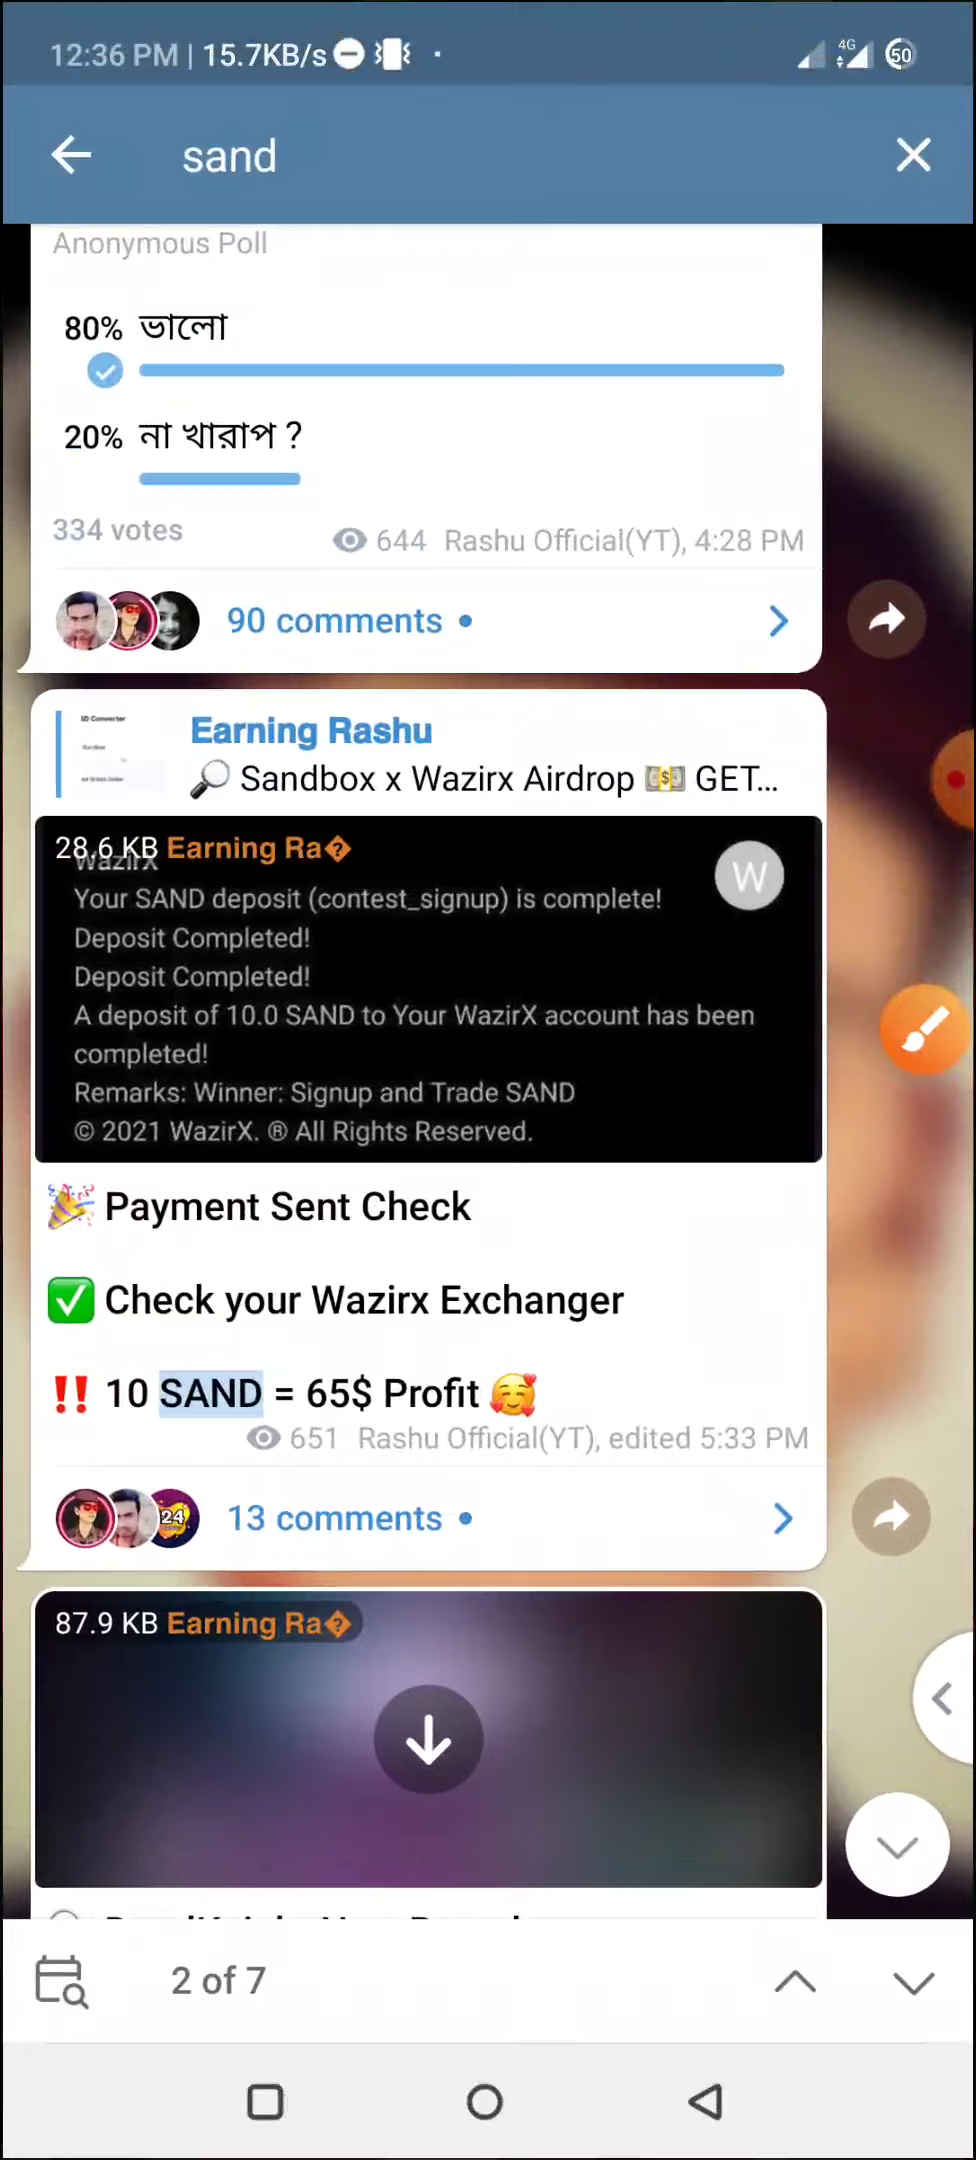 12:36 PM | 15.7KB/s
4G
50
sand
Anonymous Poll
80% ভালো
20% না খারাপ ?
334 votes
644 Rashu Official(YT), 4:28 PM
90 comments
Earning Rashu
🔎 Sandbox x Wazirx Airdrop 💵 GET...
28.6 KB Earning Ra�
WazirX
W
Your SAND deposit (contest_signup) is complete!
Deposit Completed!
Deposit Completed!
A deposit of 10.0 SAND to Your WazirX account has been
completed!
Remarks: Winner: Signup and Trade SAND
© 2021 WazirX. ® All Rights Reserved.
🎉 Payment Sent Check
✅ Check your Wazirx Exchanger
‼️ 10 SAND = 65$ Profit 🥰
651 Rashu Official(YT), edited 5:33 PM
24
13 comments
87.9 KB Earning Ra�
2 of 7